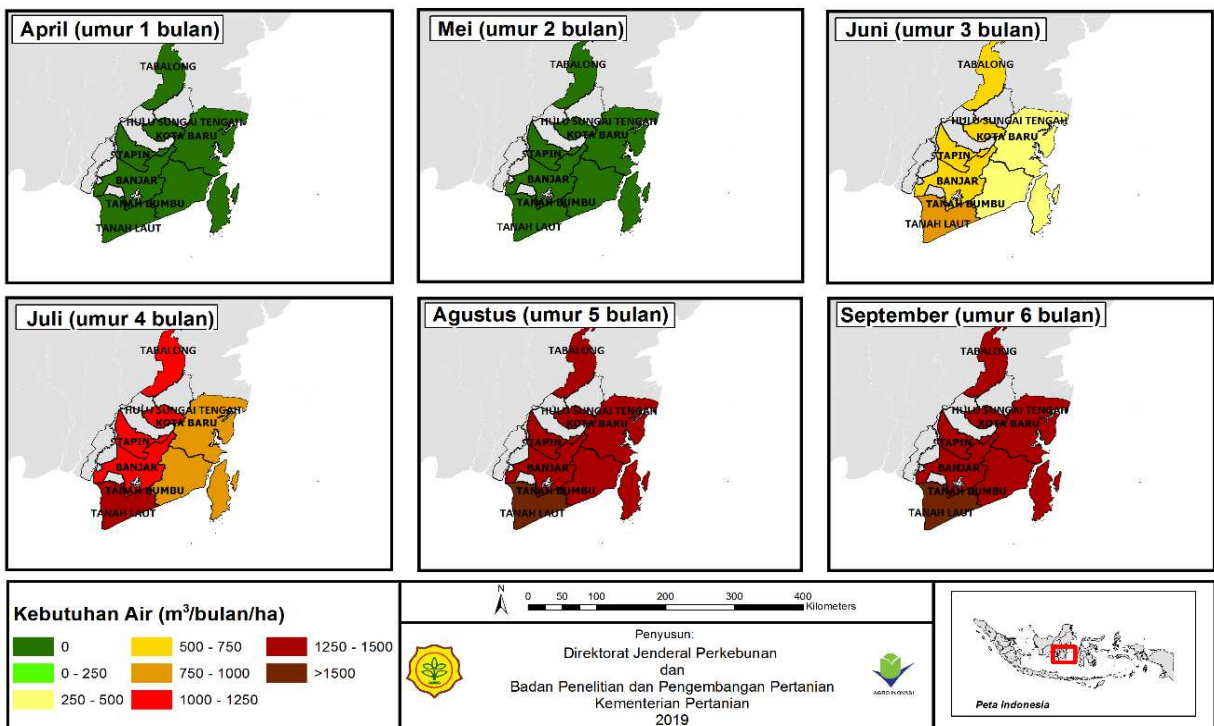 April (umur 1 bulan)
TABALONG
HULU SUNGAI TENGAH
KOTA BARU
TAPIN
BANJAR
TANAH BUMBU
TANAH LAUT
Mei (umur 2 bulan)
TABALONG
HULU SUNGAI TENGAH
KOTA BARU
TAPIN
BANJAR
TANAH BUMBU
TANAH LAUT
Juni (umur 3 bulan)
TABALONG
HULU SUNGAI TENGAH
KOTA BARU
TAPIN
BANJAR
TANAH BUMBU
TANAH LAUT
Juli (umur 4 bulan)
TABALONG
HULU SUNGAI TENGAH
KOTA BARU
TAPIN
BANJAR
TANAH BUMBU
TANAH LAUT
Agustus (umur 5 bulan)
TABALONG
HULU SUNGAI TENGAH
KOTA BARU
TAPIN
BANJAR
TANAH BUMBU
TANAH LAUT
September (umur 6 bulan)
TABALONG
HULU SUNGAI TENGAH
KOTA BARU
TAPIN
BANJAR
TANAH BUMBU
TANAH LAUT
Kebutuhan Air (m³/bulan/ha)
0
0 - 250
250 - 500
500 - 750
750 - 1000
1000 - 1250
1250 - 1500
>1500
N
0 50 100 200 300 400
Kilometers
Penyusun:
Direktorat Jenderal Perkebunan
dan
Badan Penelitian dan Pengembangan Pertanian
Kementerian Pertanian
2019
AGRO INOVASI
Peta Indonesia